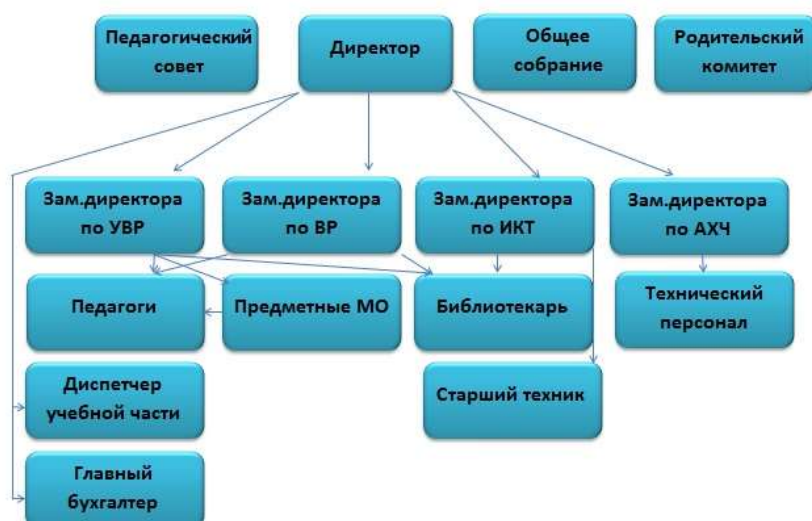 Педагогический
совет
Директор
Общее
собрание
Родительский
комитет
Зам.директора
по УВР
Зам.директора
по ВР
Зам.директора
по ИКТ
Зам.директора
по АХЧ
Педагоги
Предметные МО
Библиотекарь
Технический
персонал
Диспетчер
учебной части
Старший техник
Главный
бухгалтер